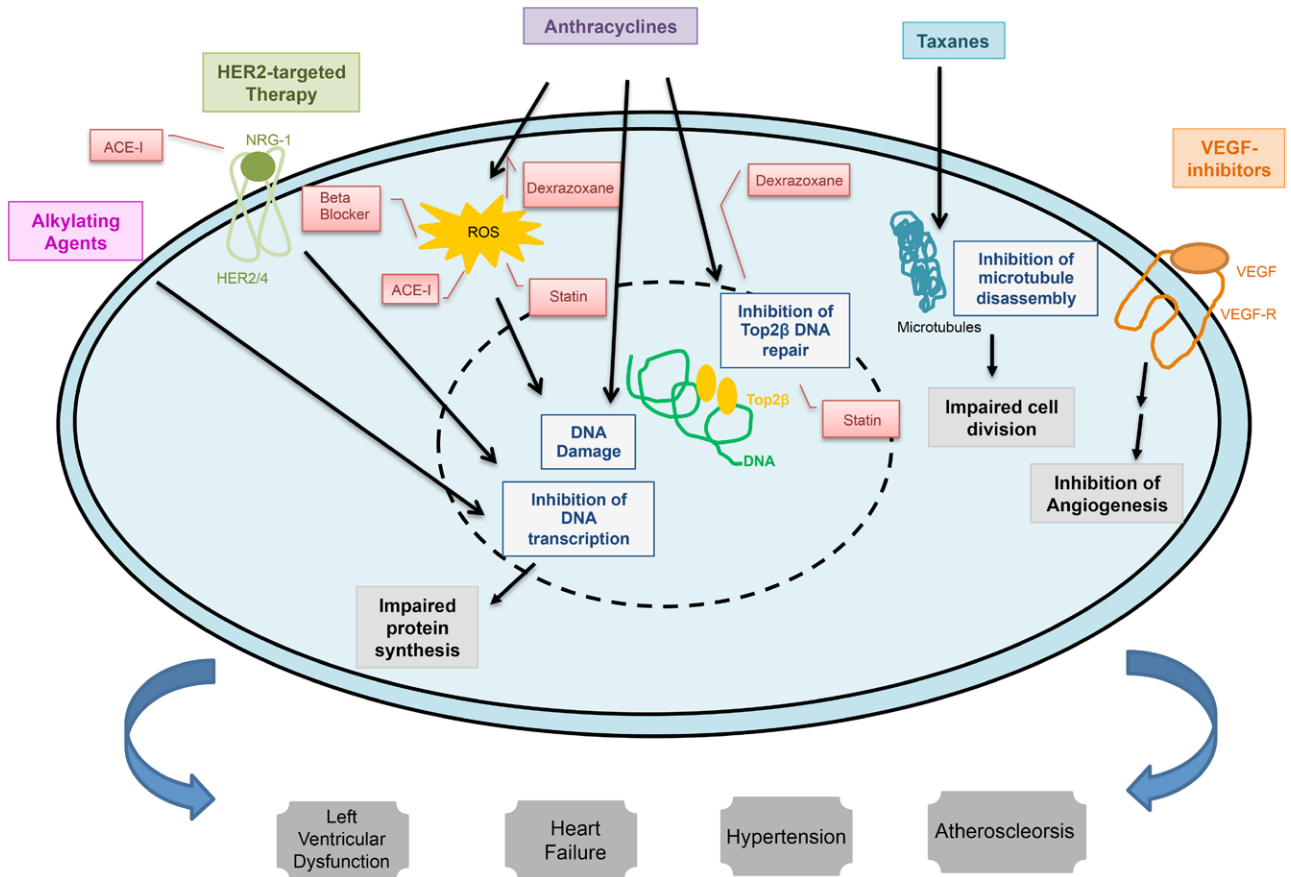 Anthracyclines
Taxanes
HER2-targeted
Therapy
ACE-I
NRG-1
VEGF-
inhibitors
Alkylating
Agents
Beta
Blocker
Dexrazoxane
Dexrazoxane
ROS
HER2/4
ACE-I
Statin
Inhibition of
microtubule
disassembly
VEGF
VEGF-R
Microtubules
Inhibition of
Top2β DNA
repair
Top2β
Statin
DNA
DNA
Damage
Impaired cell
division
Inhibition of
Angiogenesis
Inhibition of
DNA
transcription
Impaired
protein
synthesis
Left
Ventricular
Dysfunction
Heart
Failure
Hypertension
Atheroscleorsis